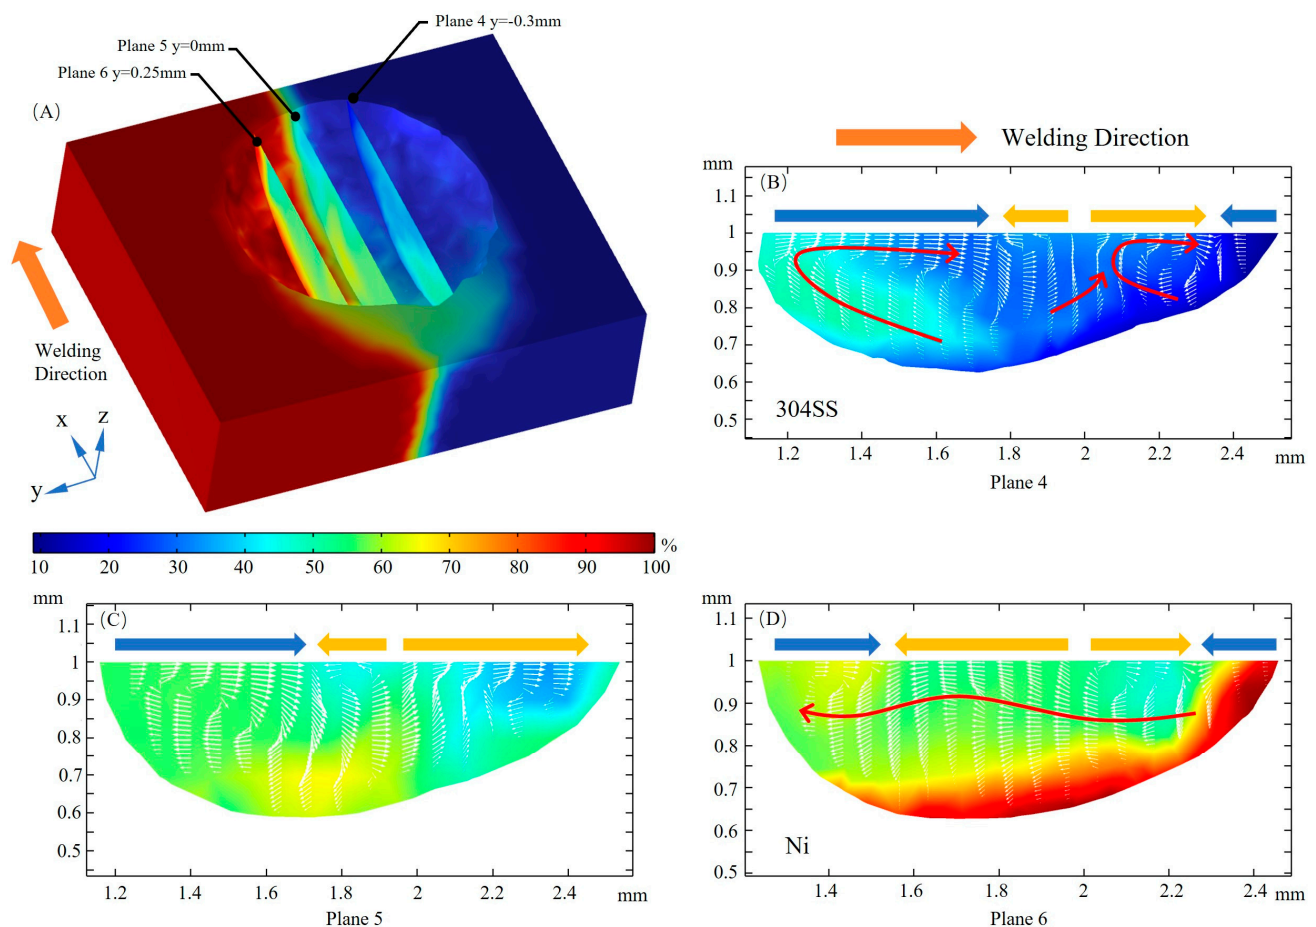 Plane 4 y=-0.3mm
Plane 5 y=0mm
Plane 6 y=0.25mm
(A)
Welding
Direction
x
z
y
Welding Direction
mm
(B)
1.1
1
0.9
0.8
0.7
0.6
0.5
304SS
1.2 1.4 1.6 1.8 2 2.2 2.4 mm
Plane 4
%
10 20 30 40 50 60 70 80 90 100
mm
(C)
1.1
1
0.9
0.8
0.7
0.6
0.5
1.2 1.4 1.6 1.8 2 2.2 2.4 mm
Plane 5
mm
(D)
1.1
1
0.9
0.8
0.7
0.6
0.5
Ni
1.4 1.6 1.8 2 2.2 2.4 mm
Plane 6